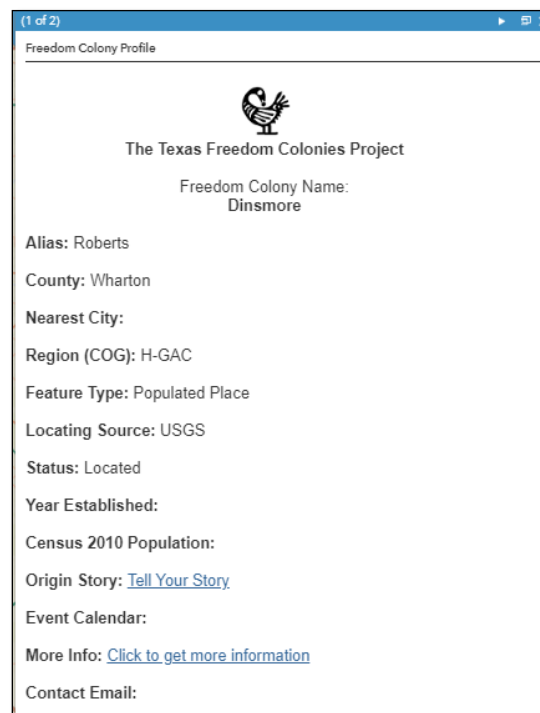 (1 of 2)
Freedom Colony Profile
The Texas Freedom Colonies Project
Freedom Colony Name:
Dinsmore
Alias: Roberts
County: Wharton
Nearest City:
Region (COG): H-GAC
Feature Type: Populated Place
Locating Source: USGS
Status: Located
Year Established:
Census 2010 Population:
Origin Story: Tell Your Story
Event Calendar:
More Info: Click to get more information
Contact Email: